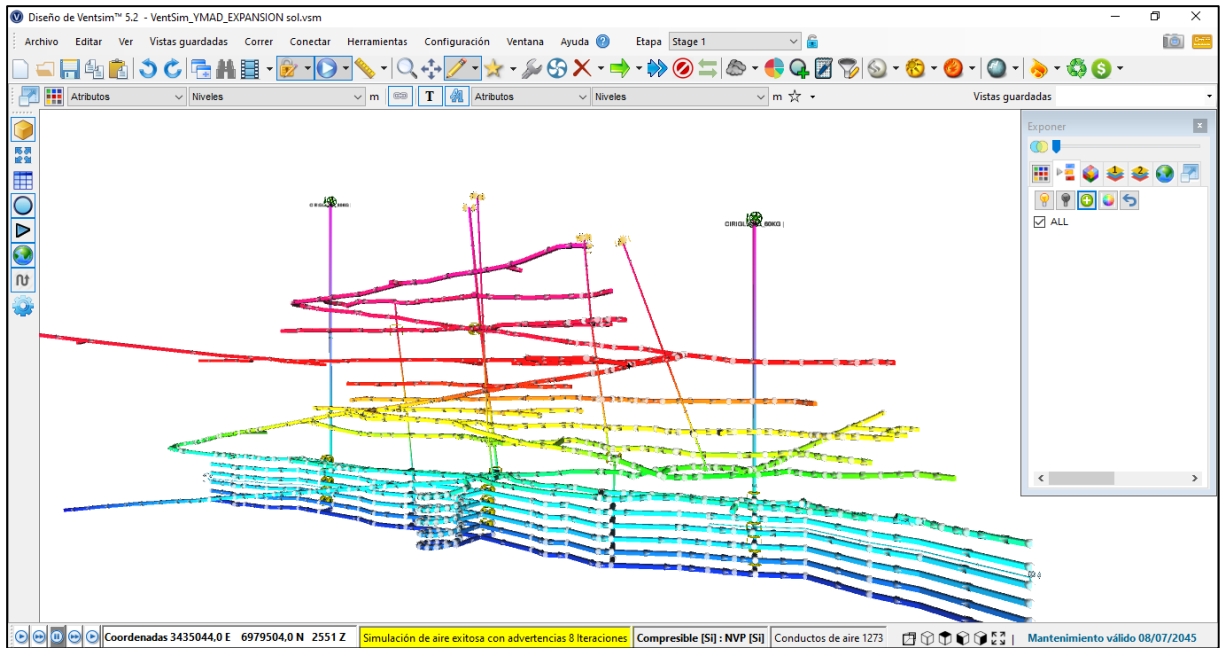 Diseño de Ventsim™ 5.2 - VentSim_YMAD_EXPANSION sol.vsm
Archivo Editar Ver Vistas guardadas Correr Conectar Herramientas Configuración Ventana Ayuda Etapa Stage 1
Atributos Niveles m T Atributos Niveles m Vistas guardadas
Exponer
ALL
Coordenadas 3435044,0 E 6979504,0 N 2551 Z Simulación de aire exitosa con advertencias 8 Iteraciones Compresible [Si] : NVP [Si] Conductos de aire 1273 Mantenimiento válido 08/07/2045